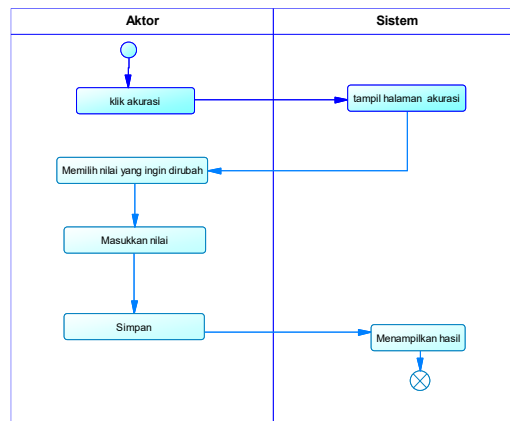 Aktor
Sistem
klik akurasi
tampil halaman akurasi
Memilih nilai yang ingin dirubah
Masukkan nilai
Simpan
Menampilkan hasil